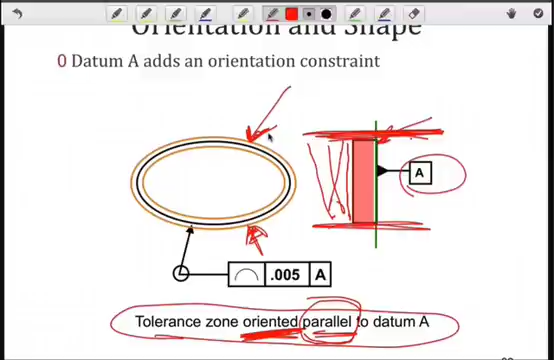 Orientation and Shape
0 Datum A adds an orientation constraint
A
.005 A
Tolerance zone oriented parallel to datum A